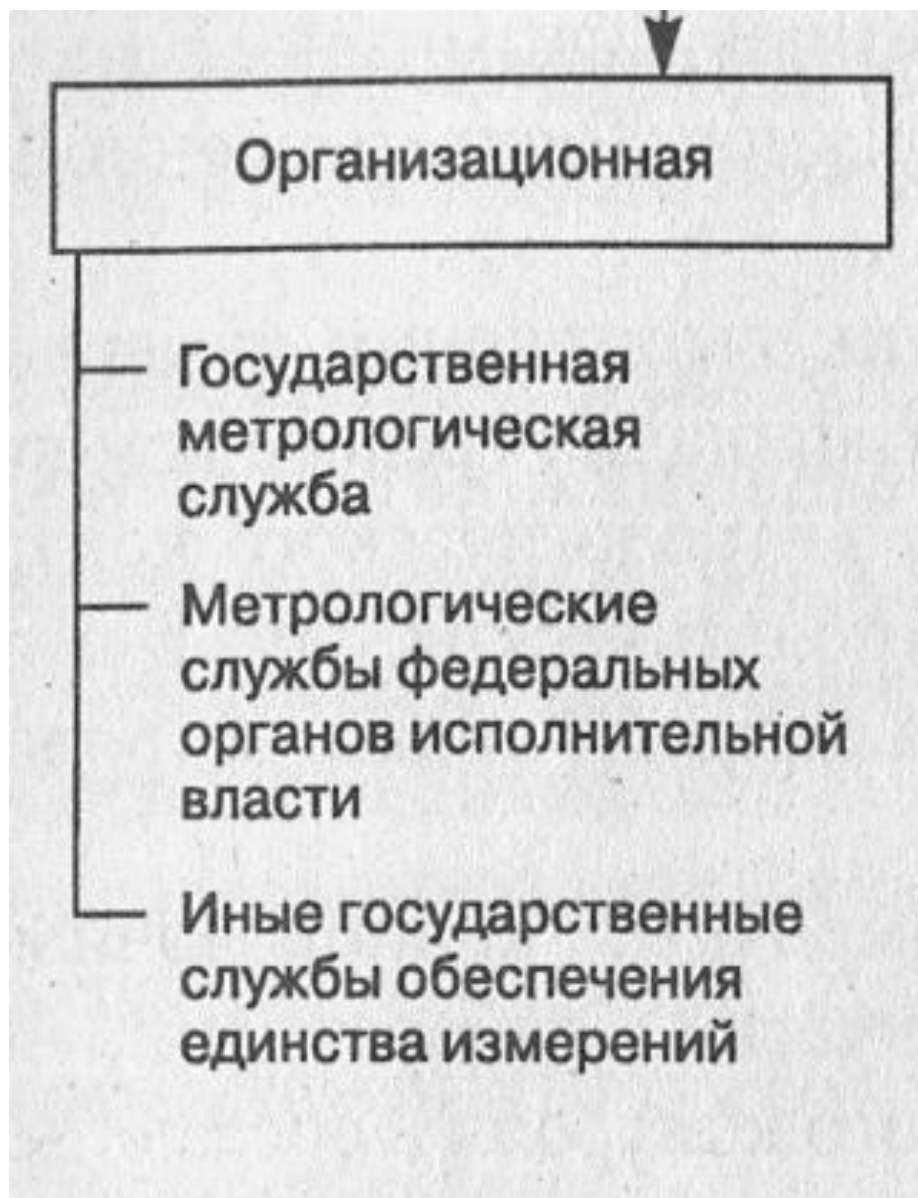 Организационная
Государственная
метрологическая
служба
Метрологические
службы федеральных
органов исполнительной
власти
Иные государственные
службы обеспечения
единства измерений